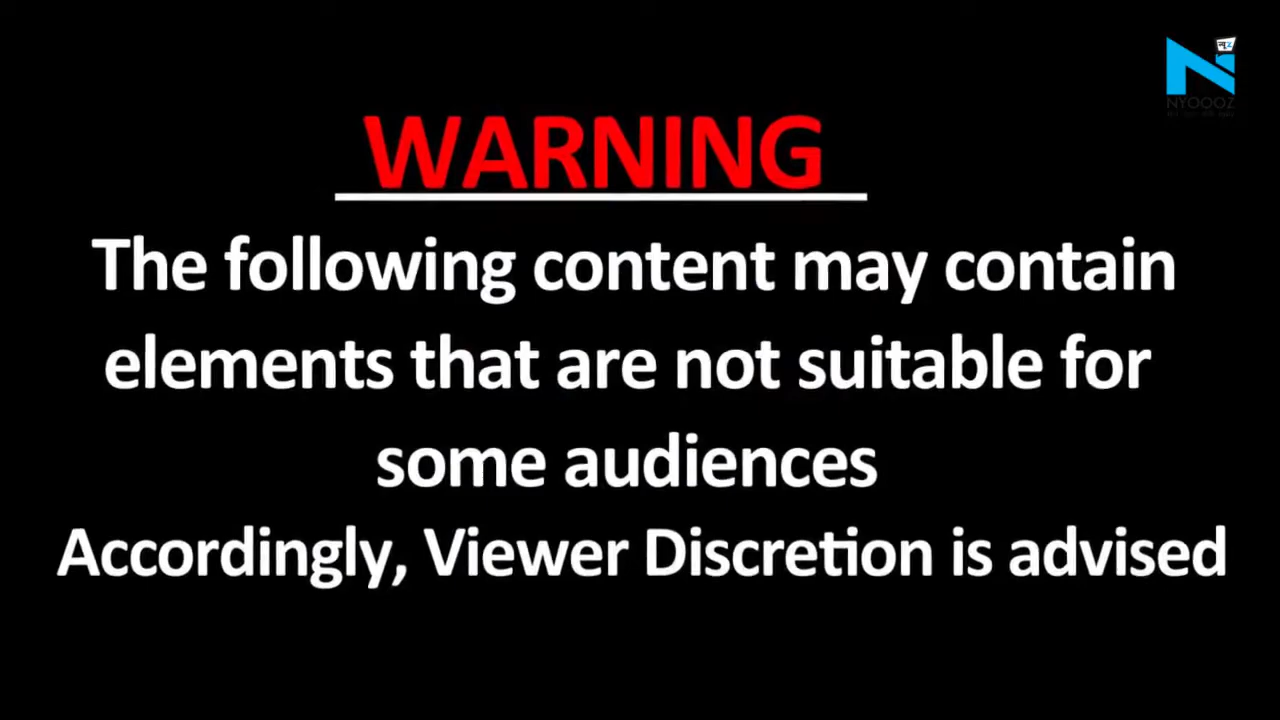 NYOOOZ
WARNING
The following content may contain
elements that are not suitable for
some audiences
Accordingly, Viewer Discretion is advised